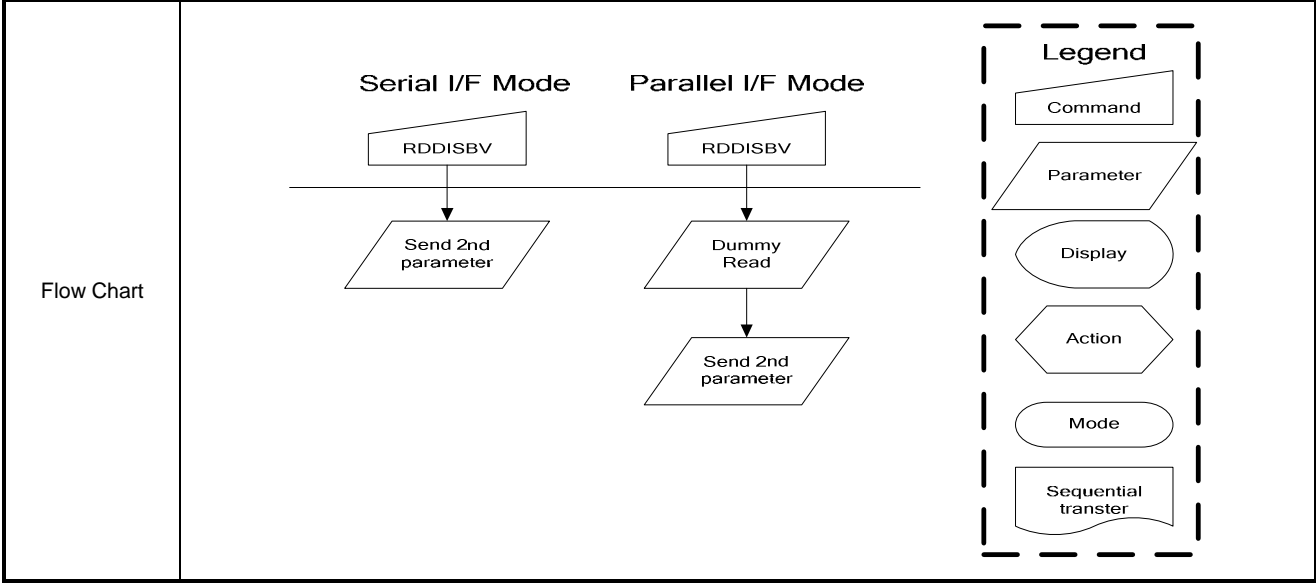 Flow Chart
Serial I/F Mode
RDDISBV
Send 2nd
parameter
Parallel I/F Mode
RDDISBV
Dummy
Read
Send 2nd
parameter
Legend
Command
Parameter
Display
Action
Mode
Sequential
transter